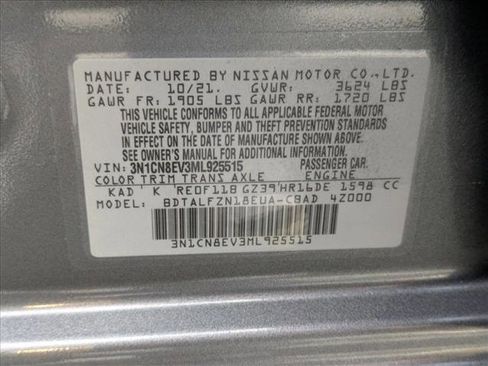 MANUFACTURED BY NISSAN MOTOR CO.,LTD.
DATE: 10/21. GVWR: 3624 LBS
GAWR FR: 1905 LBS GAWR RR: 1720 LBS
THIS VEHICLE CONFORMS TO ALL APPLICABLE FEDERAL MOTOR
VEHICLE SAFETY, BUMPER AND THEFT PREVENTION STANDARDS
IN EFFECT ON THE DATE OF MANUFACTURE SHOWN ABOVE.
SEE OWNER'S MANUAL FOR ADDITIONAL INFORMATION.
VIN: 3N1CN8EV3ML925515 PASSENGER CAR.
COLOR TRIM TRANS AXLE ENGINE
KAD' K 'RE0F11B GZ39'HR16DE 1598 CC
MODEL: BDTALFZN18EUA-CBAD 4Z000
3N1CN8EV3ML925515